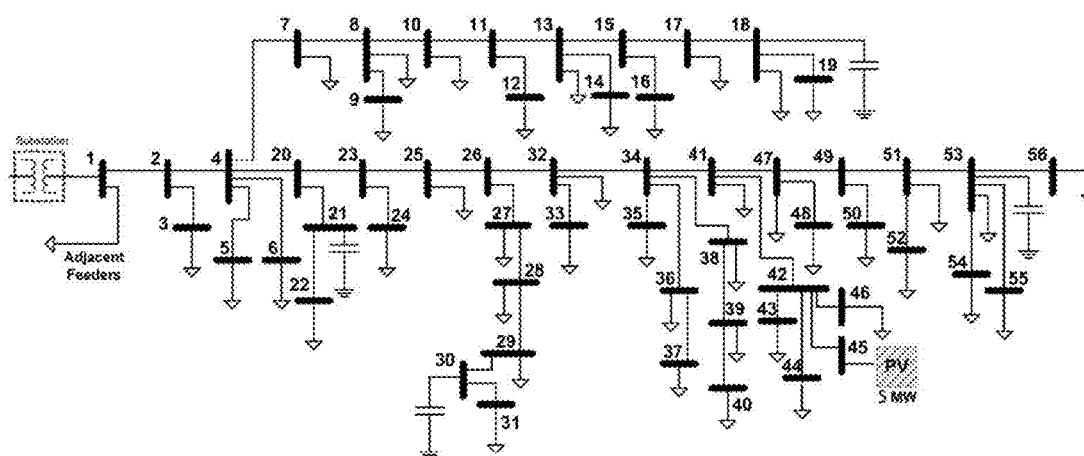 7 8 10 11 13 15 17 18
19
9 12 14 16
Substation
1 2 4 20 23 25 26 32 34 41 47 49 51 53 56
3 5 6 21 24 27 33 35 48 50
Adjacent
Feeders
22 28 36 38 42 46 52 54 55
43
29 37 39 45
30 44 PV
31 40 5 MW